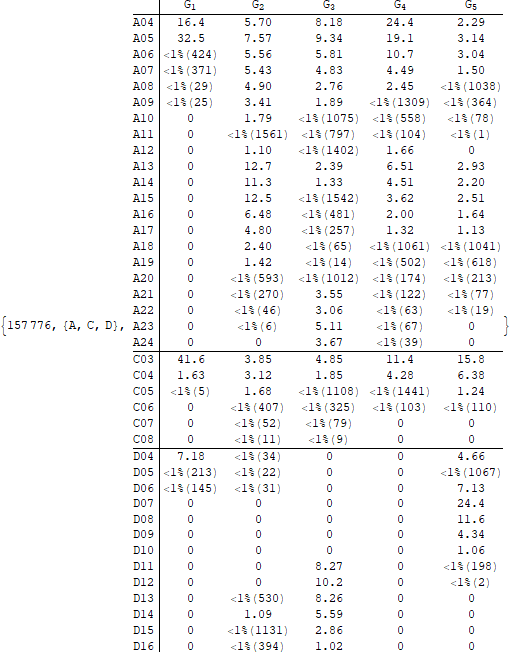 G1 G2 G3 G4 G5
A04 16.4 5.70 8.18 24.4 2.29
A05 32.5 7.57 9.34 19.1 3.14
A06 <1%(424) 5.56 5.81 10.7 3.04
A07 <1%(371) 5.43 4.83 4.49 1.50
A08 <1%(29) 4.90 2.76 2.45 <1%(1038)
A09 <1%(25) 3.41 1.89 <1%(1309) <1%(364)
A10 0 1.79 <1%(1075) <1%(558) <1%(78)
A11 0 <1%(1561) <1%(797) <1%(104) <1%(1)
A12 0 1.10 <1%(1402) 1.66 0
A13 0 12.7 2.39 6.51 2.93
A14 0 11.3 1.33 4.51 2.20
A15 0 12.5 <1%(1542) 3.62 2.51
A16 0 6.48 <1%(481) 2.00 1.64
A17 0 4.80 <1%(257) 1.32 1.13
A18 0 2.40 <1%(65) <1%(1061) <1%(1041)
A19 0 1.42 <1%(14) <1%(502) <1%(618)
A20 0 <1%(593) <1%(1012) <1%(174) <1%(213)
A21 0 <1%(270) 3.55 <1%(122) <1%(77)
A22 0 <1%(46) 3.06 <1%(63) <1%(19)
{157776, {A, C, D}, A23 0 <1%(6) 5.11 <1%(67) 0 }
A24 0 0 3.67 <1%(39) 0
C03 41.6 3.85 4.85 11.4 15.8
C04 1.63 3.12 1.85 4.28 6.38
C05 <1%(5) 1.68 <1%(1108) <1%(1441) 1.24
C06 0 <1%(407) <1%(325) <1%(103) <1%(110)
C07 0 <1%(52) <1%(79) 0 0
C08 0 <1%(11) <1%(9) 0 0
D04 7.18 <1%(34) 0 0 4.66
D05 <1%(213) <1%(22) 0 0 <1%(1067)
D06 <1%(145) <1%(31) 0 0 7.13
D07 0 0 0 0 24.4
D08 0 0 0 0 11.6
D09 0 0 0 0 4.34
D10 0 0 0 0 1.06
D11 0 0 8.27 0 <1%(198)
D12 0 0 10.2 0 <1%(2)
D13 0 <1%(530) 8.26 0 0
D14 0 1.09 5.59 0 0
D15 0 <1%(1131) 2.86 0 0
D16 0 <1%(394) 1.02 0 0